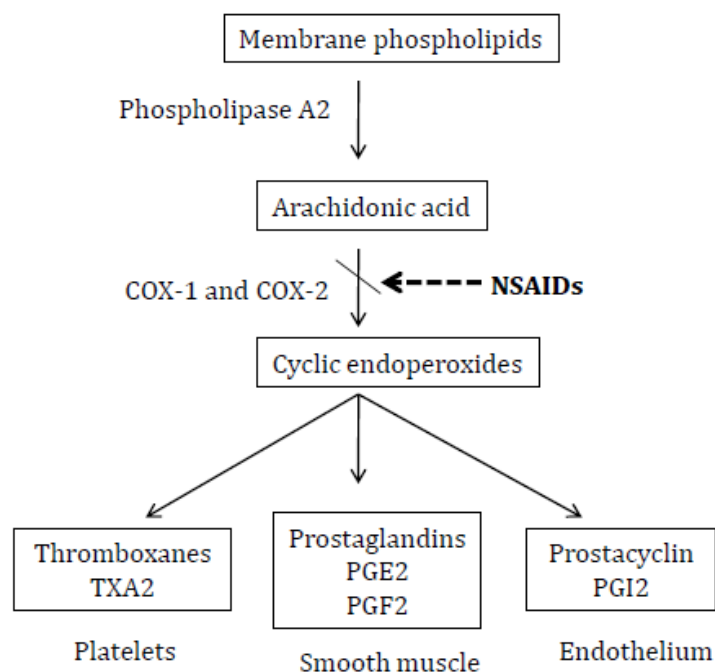 Membrane phospholipids
Phospholipase A2
Arachidonic acid
COX-1 and COX-2
NSAIDs
Cyclic endoperoxides
Thromboxanes
TXA2
Platelets
Prostaglandins
PGE2
PGF2
Smooth muscle
Prostacyclin
PGI2
Endothelium